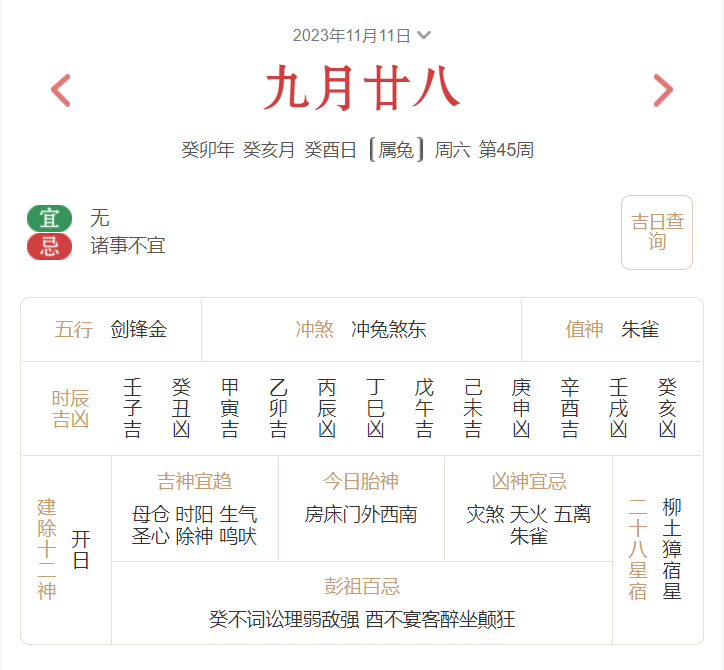 2023年11月11日
九月廿八
癸卯年 癸亥月 癸酉日 [属兔] 周六 第45周
宜 无
忌 诸事不宜
吉日查
询
五行 剑锋金
冲煞 冲兔煞东
值神 朱雀
时辰
吉凶
壬子吉
癸丑凶
甲寅吉
乙卯吉
丙辰凶
丁巳凶
戊午吉
己未吉
庚申凶
辛酉吉
壬戌凶
癸亥凶
建除十二神
开日
吉神宜趋
母仓 时阳 生气
圣心 除神 鸣吠
今日胎神
房床门外西南
凶神宜忌
灾煞 天火 五离
朱雀
二十八星宿
柳土獐宿星
彭祖百忌
癸不词讼理弱敌强 酉不宴客醉坐颠狂